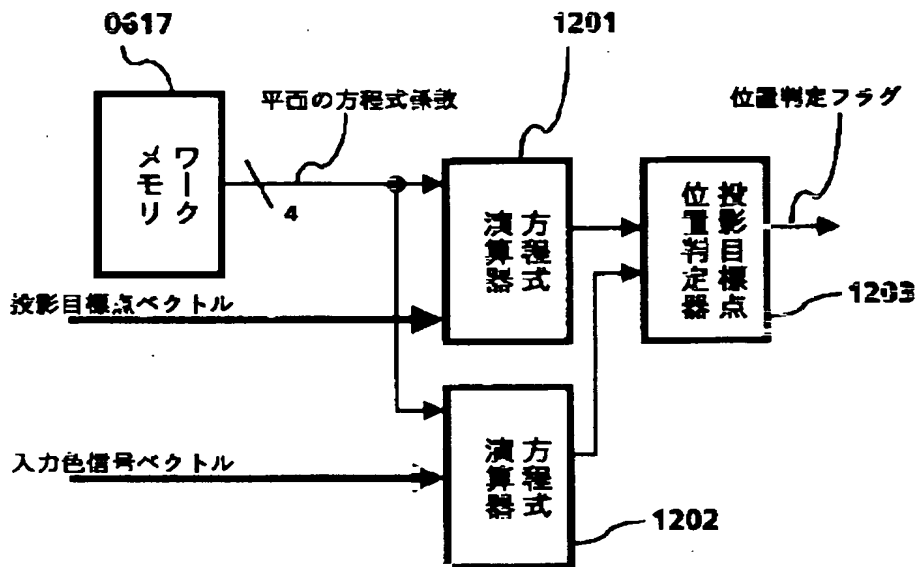 0617
1201
平面の方程式係数
位置判定フラグ
ワーク
メモリ
4
方程式
演算器
投影目標点
位置判定器
投影目標点ベクトル
1203
入力色信号ベクトル
方程式
演算器
1202